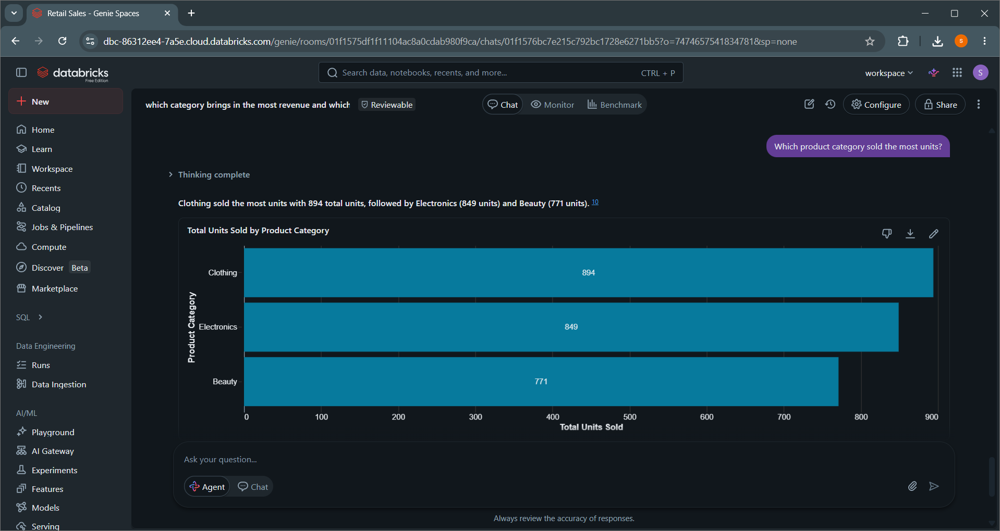 Retail Sales - Genie Spaces
dbc-86312ee4-7a5e.cloud.databricks.com/genie/rooms/01f1575df1f11104ac8a0cdab980f9ca/chats/01f1576bc7e215c792bc1728e6271bb5?o=7474657541834781&sp=none
S
databricks
Free Edition
Search data, notebooks, recents, and more...
CTRL + P
workspace
S
New
which category brings in the most revenue and which
Reviewable
Chat
Monitor
Benchmark
Configure
Share
Home
Learn
Workspace
Recents
Catalog
Jobs & Pipelines
Compute
Discover Beta
Marketplace
SQL
Data Engineering
Runs
Data Ingestion
AI/ML
Playground
AI Gateway
Experiments
Features
Models
Serving
Which product category sold the most units?
Thinking complete
Clothing sold the most units with 894 total units, followed by Electronics (849 units) and Beauty (771 units). 10
Total Units Sold by Product Category
Product Category
Clothing
894
Electronics
849
Beauty
771
0 100 200 300 400 500 600 700 800 900
Total Units Sold
Ask your question...
Agent
Chat
Always review the accuracy of responses.